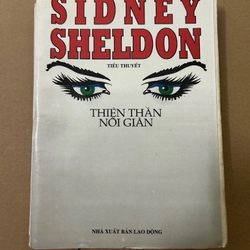 SIDNEY
SHELDON
TIỂU THUYẾT
THIÊN THẦN
NỔI GIẬN
NHÀ XUẤT BẢN LAO ĐỘNG